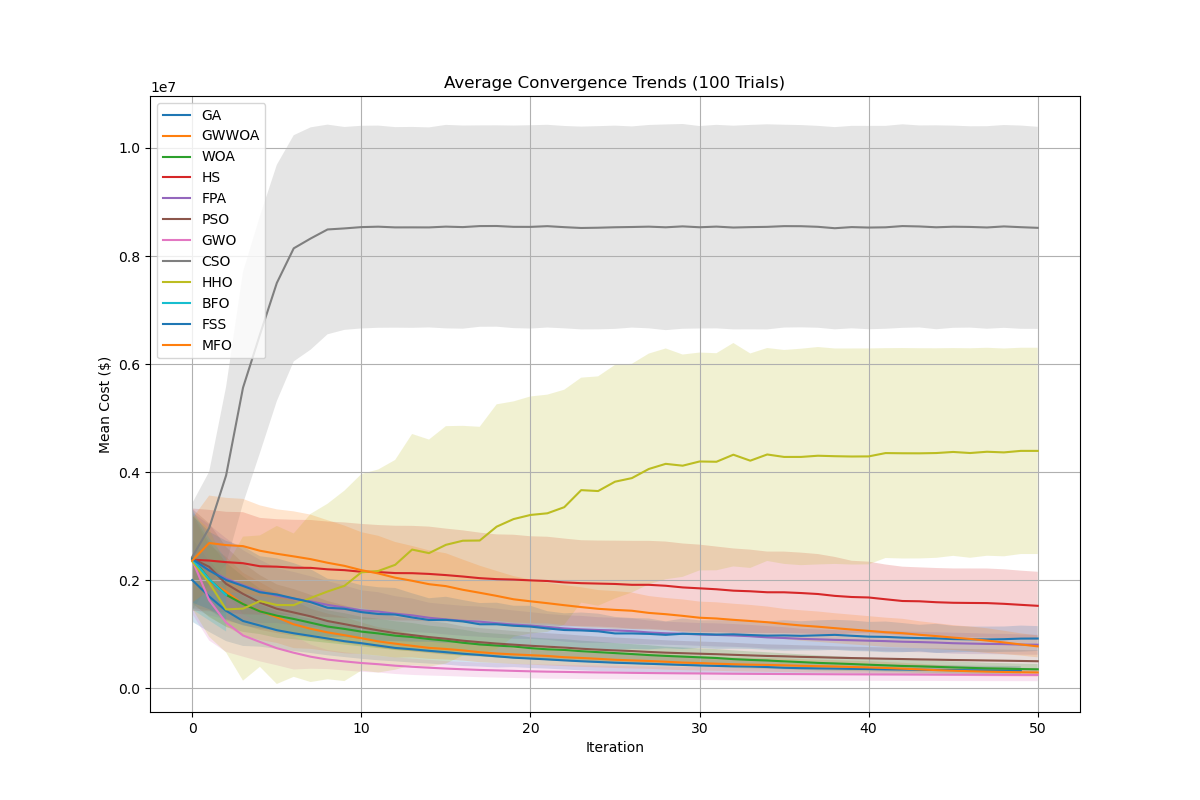 Average Convergence Trends (100 Trials)
1e7
GA
GWWOA
WOA
HS
FPA
PSO
GWO
CSO
HHO
BFO
FSS
MFO
1.0
0.8
0.6
0.4
0.2
0.0
Mean Cost ($)
0 10 20 30 40 50
Iteration